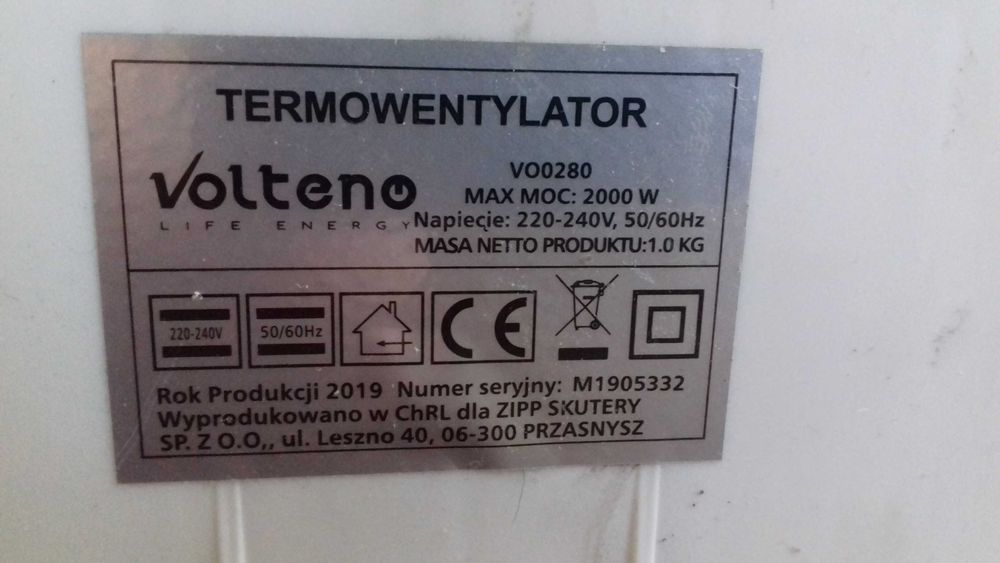 TERMOWENTYLATOR
Volteno
LIFE ENERGY
VO0280
MAX MOC: 2000 W
Napiecje: 220-240V, 50/60Hz
MASA NETTO PRODUKTU:1.0 KG
220-240V
50/60Hz
CE
Rok Produkcji 2019 Numer seryjny: M1905332
Wyprodukowano w ChRL dla ZIPP SKUTERY
SP. Z O.O,, ul. Leszno 40, 06-300 PRZASNYSZ